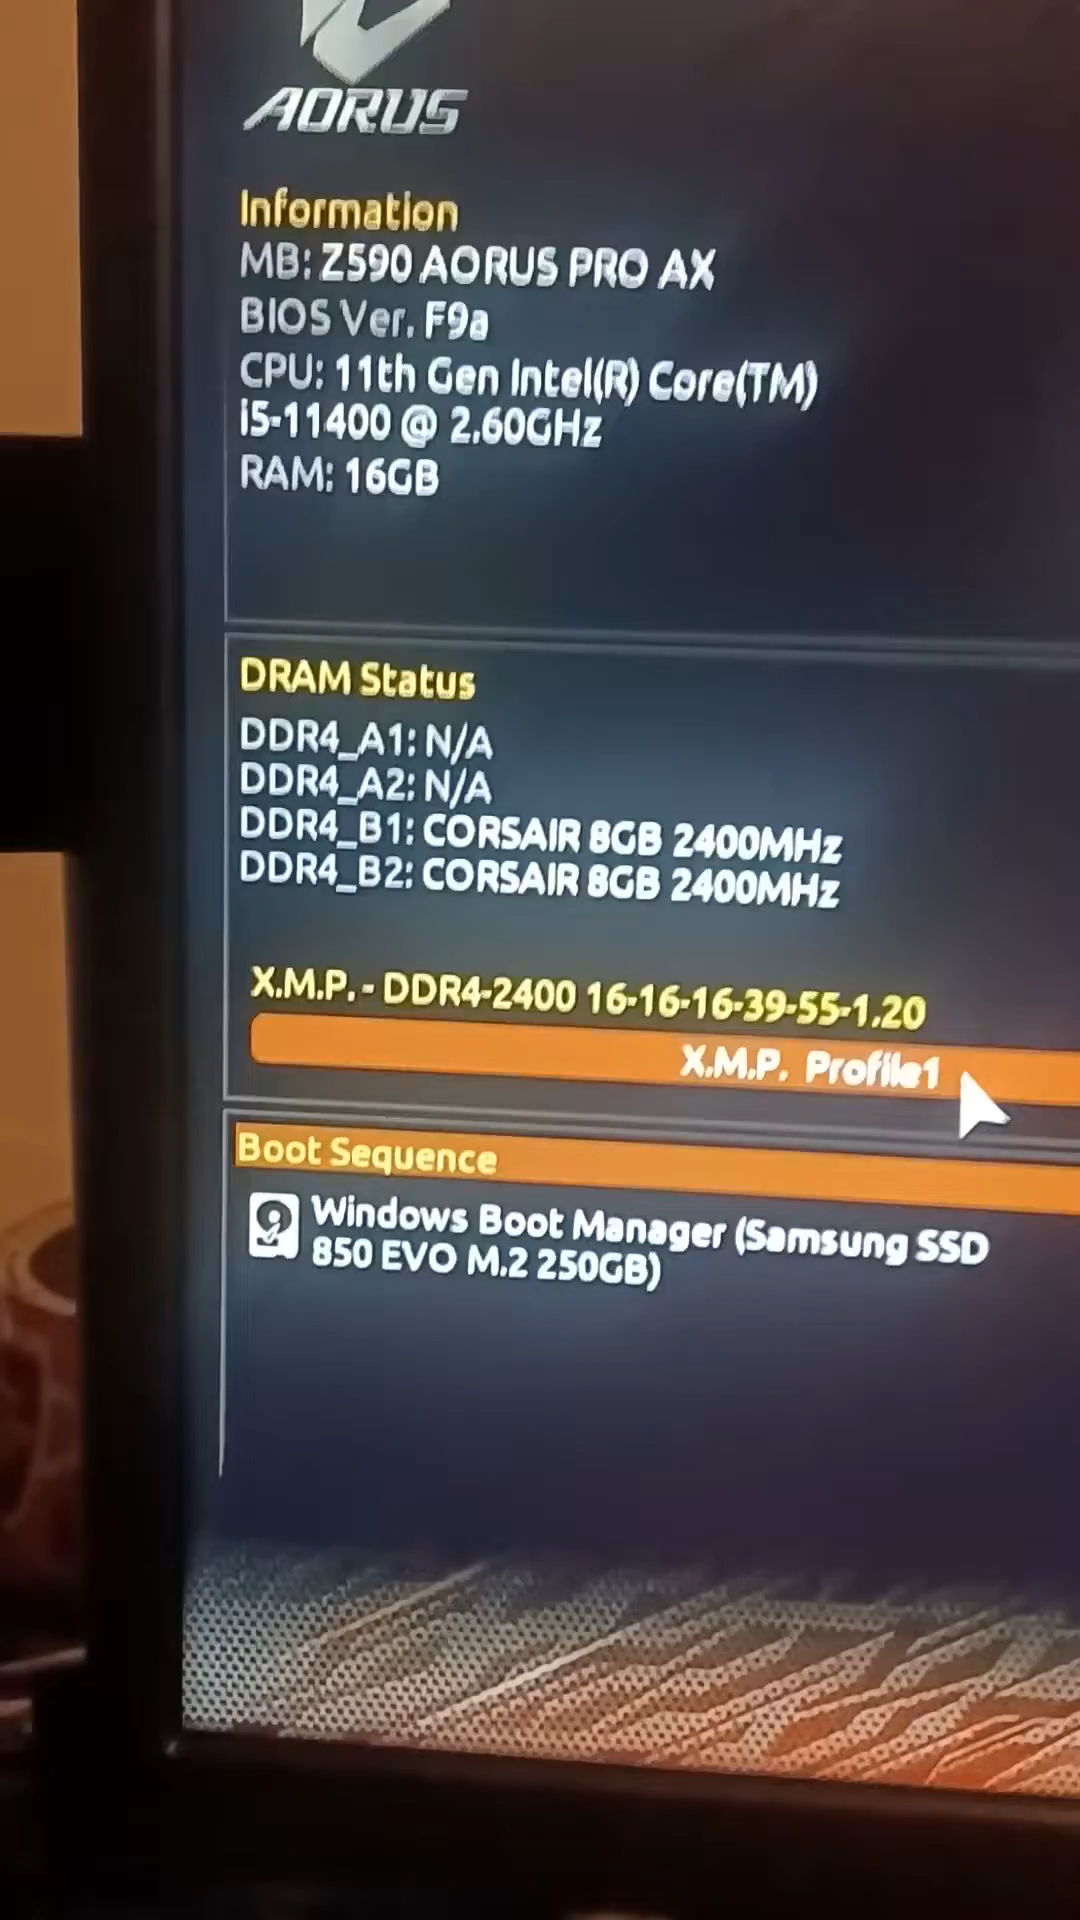 AORUS
Information
MB: Z590 AORUS PRO AX
BIOS Ver. F9a
CPU: 11th Gen Intel(R) Core(TM)
i5-11400 @ 2.60GHz
RAM: 16GB
DRAM Status
DDR4_A1: N/A
DDR4_A2: N/A
DDR4_B1: CORSAIR 8GB 2400MHz
DDR4_B2: CORSAIR 8GB 2400MHz
X.M.P. - DDR4-2400 16-16-16-39-55-1.20
X.M.P. Profile1
Boot Sequence
Windows Boot Manager (Samsung SSD
850 EVO M.2 250GB)